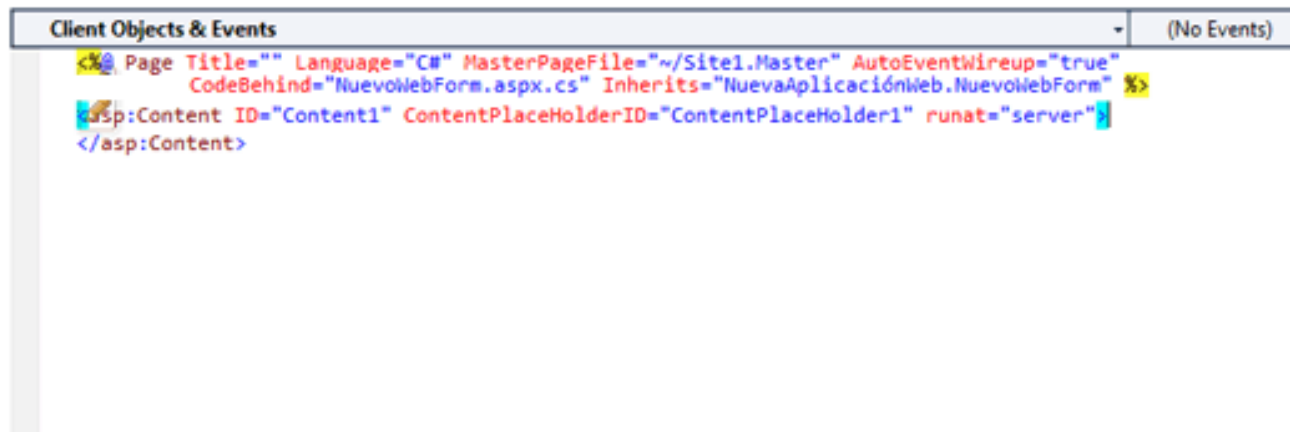 Client Objects & Events (No Events)
<%@ Page Title="" Language="C#" MasterPageFile="~/Site1.Master" AutoEventWireup="true"
CodeBehind="NuevoWebForm.aspx.cs" Inherits="NuevaAplicaciónWeb.NuevoWebForm" %>
<asp:Content ID="Content1" ContentPlaceHolderID="ContentPlaceHolder1" runat="server">
</asp:Content>